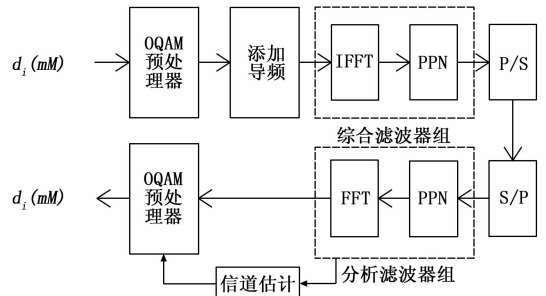 d_i(mM)
OQAM
预处
理器
添加
导频
IFFT
PPN
P/S
综合滤波器组
d_i(mM)
OQAM
预处
理器
FFT
PPN
S/P
分析滤波器组
信道估计